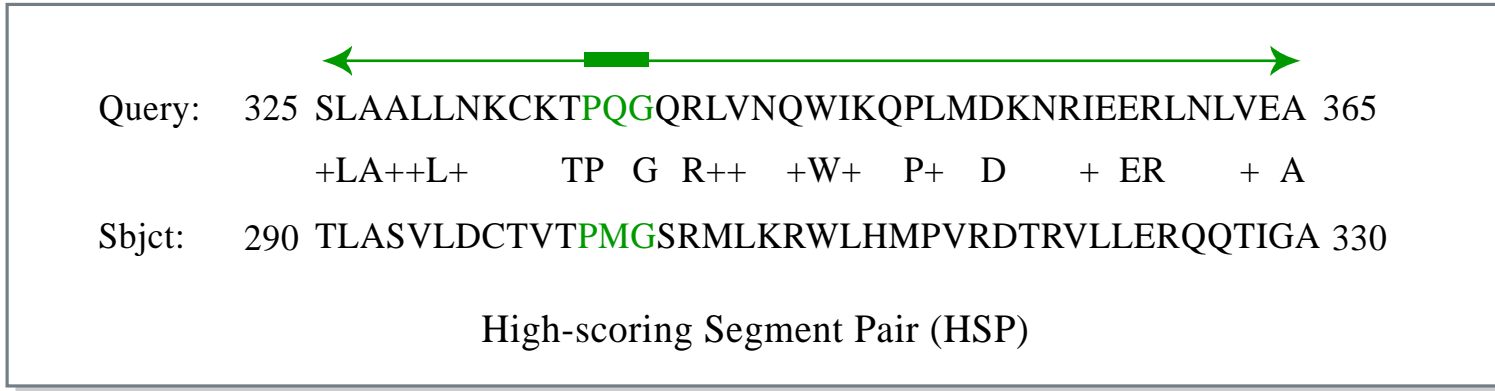 Query: 325 SLAALLNKCKTPQGQRLVNQWIKQPLMDKNRIEERLNLVEA 365
+LA++L+ TP G R++ +W+ P+ D + ER + A
Sbjct: 290 TLASVLDCTVTPMGSRMLKRWLHMPVRDTRVLLERQQTIGA 330
High-scoring Segment Pair (HSP)